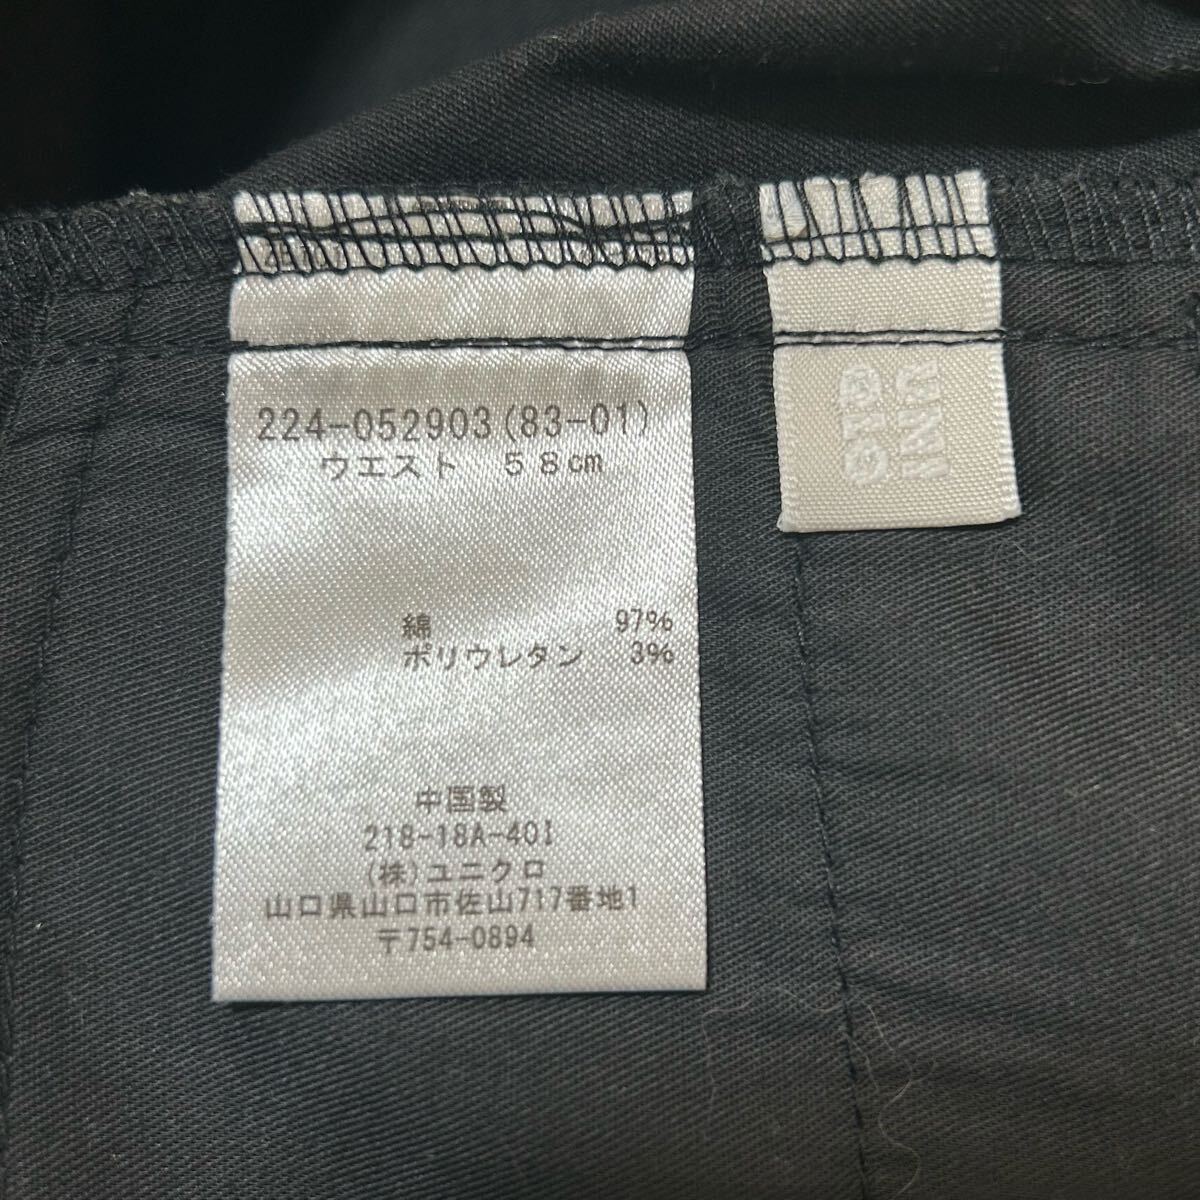 224-052903(83-01)
ウエスト 58cm
綿 97%
ポリウレタン 3%
中国製
218-18A-40I
(株)ユニクロ
山口県山口市佐山717番地1
〒754-0894
UNI
QLO